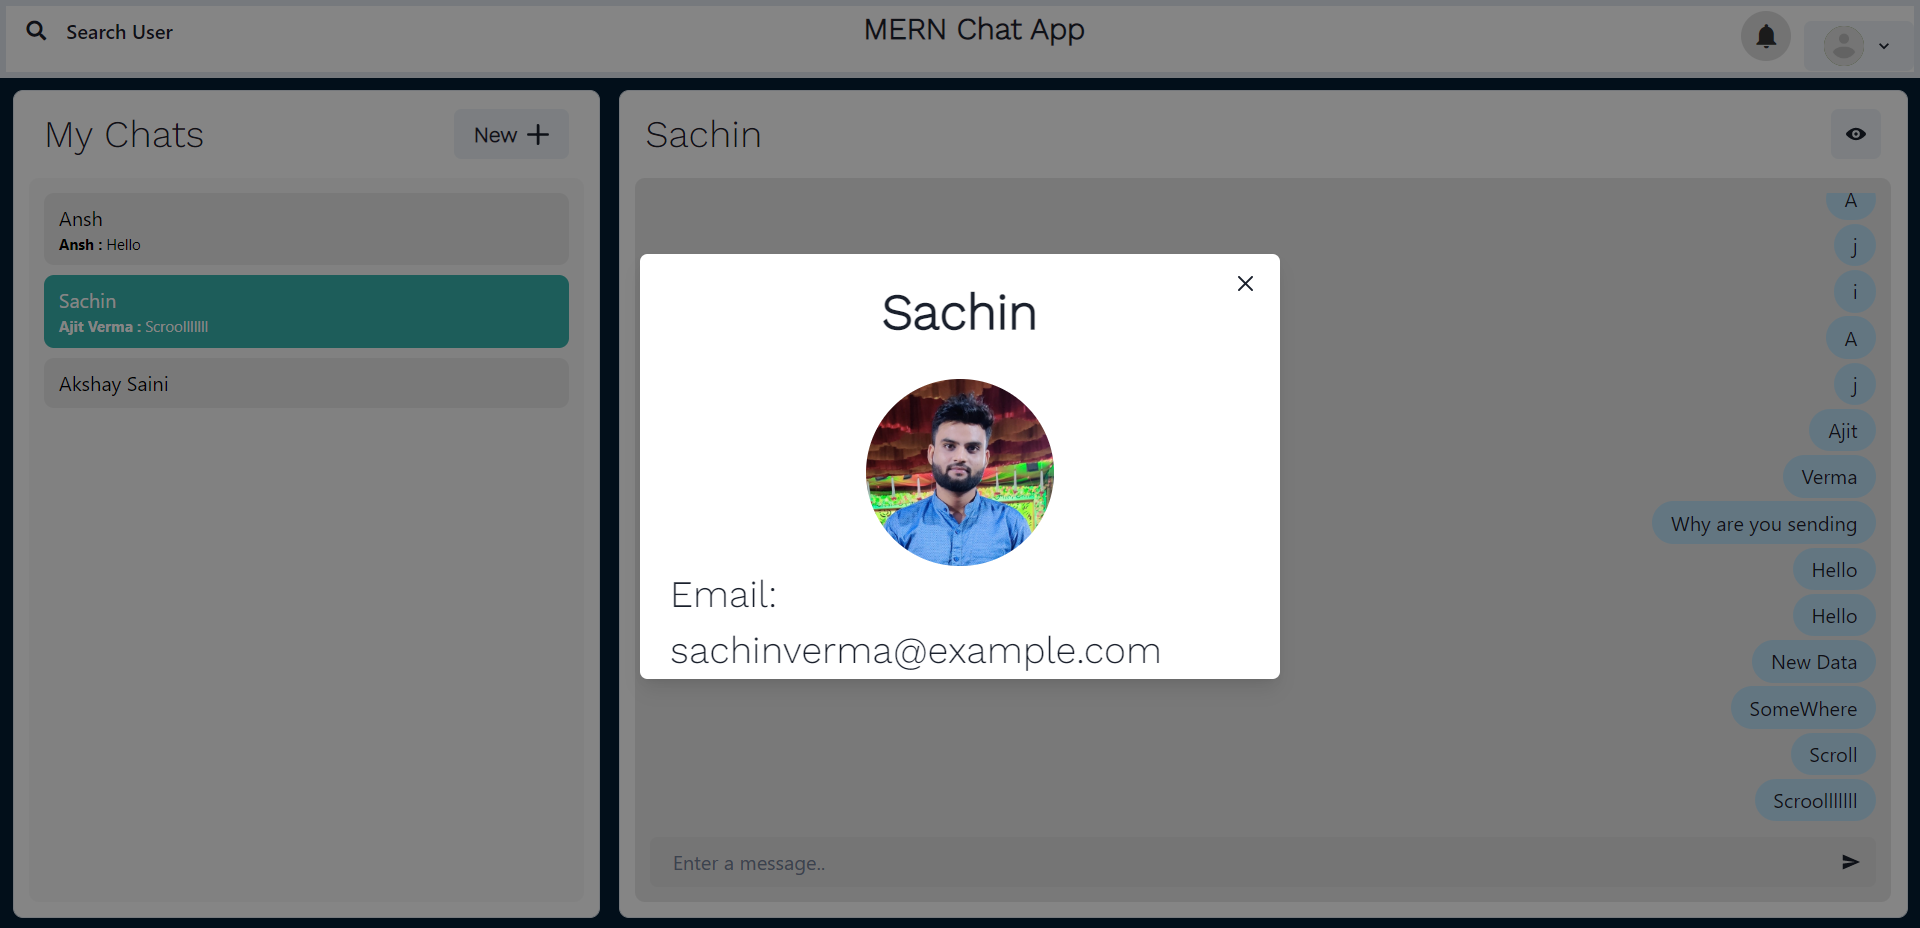 Search User
MERN Chat App
My Chats
New
Ansh
Ansh : Hello
Sachin
Ajit Verma : Scroolllllll
Akshay Saini
Sachin
A
j
i
A
j
Ajit
Verma
Why are you sending
Hello
Hello
New Data
SomeWhere
Scroll
Scroolllllll
Enter a message..
Sachin
Email:
sachinverma@example.com